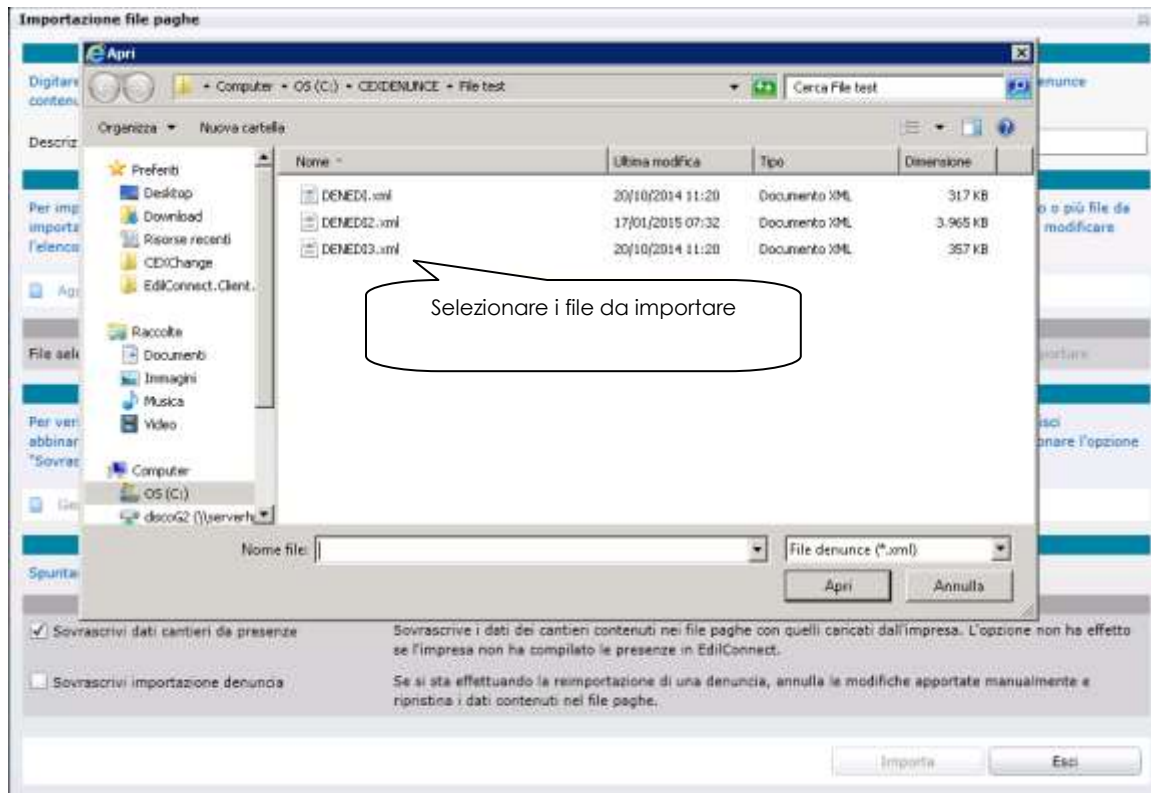 Importazione file paghe
Apri
Digitare
enunce
Computer OS (C:) CEXDENUNCE File test
Cerca File test
Organizza Nuova cartella
Descriz
Preferiti
Desktop
Download
Risorse recenti
CEXChange
EdilConnect.Client.
Raccolte
Documenti
Immagini
Musica
Video
Computer
OS (C:)
discoG2 (\\serverh
Nome Ultima modifica Tipo Dimensione
DENEDI.xml 20/10/2014 11:20 Documento XML 317 KB
DENEDI2.xml 17/01/2015 07:32 Documento XML 3.965 KB
DENEDI3.xml 20/10/2014 11:20 Documento XML 357 KB
Selezionare i file da importare
Per imp
o o più file da
importa
modificare
l'elenco
File sele
portare
Per ver
isci
abbinar
onare l'opzione
"Sovras
Nome file:
File denunce (*.xml)
Apri Annulla
Spunta
Sovrascrivi dati cantieri da presenze
Sovrascrive i dati dei cantieri contenuti nei file paghe con quelli caricati dall'impresa. L'opzione non ha effetto
se l'impresa non ha compilato le presenze in EdilConnect.
Sovrascrivi importazione denuncia
Se si sta effettuando la reimportazione di una denuncia, annulla le modifiche apportate manualmente e
ripristina i dati contenuti nel file paghe.
Importa Esci